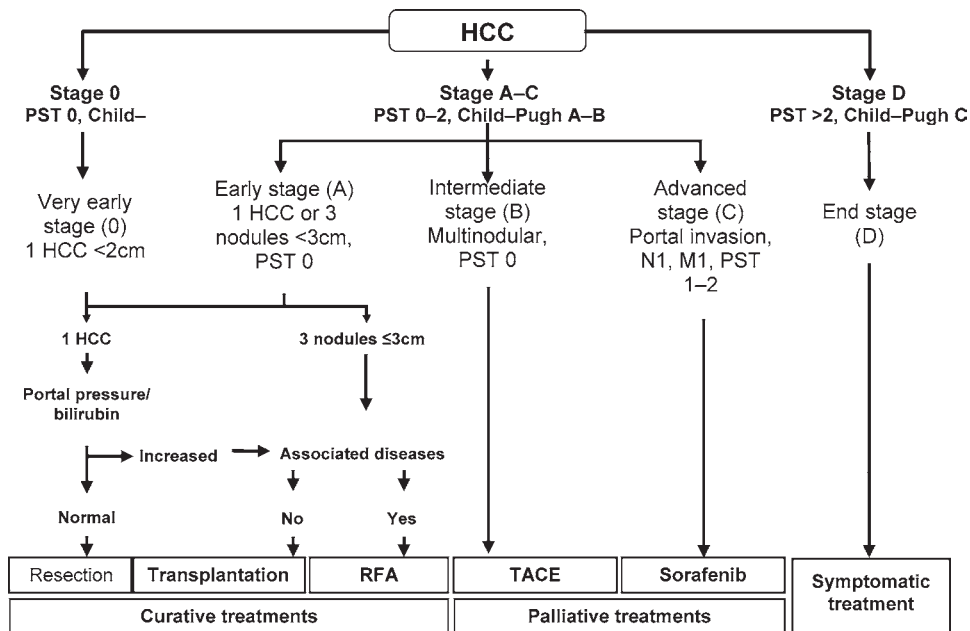 HCC
Stage 0
PST 0, Child–
Stage A–C
PST 0–2, Child–Pugh A–B
Stage D
PST >2, Child–Pugh C
Very early
stage (0)
1 HCC <2cm
Early stage (A)
1 HCC or 3
nodules <3cm,
PST 0
Intermediate
stage (B)
Multinodular,
PST 0
Advanced
stage (C)
Portal invasion,
N1, M1, PST
1–2
End stage
(D)
1 HCC
3 nodules ≤3cm
Portal pressure/
bilirubin
Increased
Associated diseases
Normal
No
Yes
Resection
Transplantation
RFA
TACE
Sorafenib
Symptomatic
treatment
Curative treatments
Palliative treatments